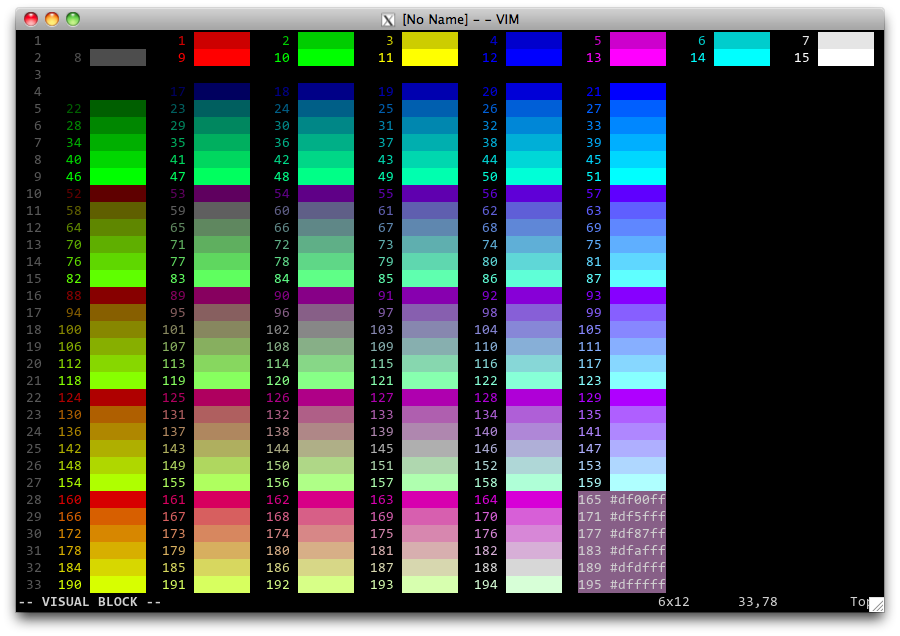 [No Name] - - VIM
1 1 2 3 4 5 6 7
2 8 9 10 11 12 13 14 15
3
4 17 18 19 20 21
5 22 23 24 25 26 27
6 28 29 30 31 32 33
7 34 35 36 37 38 39
8 40 41 42 43 44 45
9 46 47 48 49 50 51
10 52 53 54 55 56 57
11 58 59 60 61 62 63
12 64 65 66 67 68 69
13 70 71 72 73 74 75
14 76 77 78 79 80 81
15 82 83 84 85 86 87
16 88 89 90 91 92 93
17 94 95 96 97 98 99
18 100 101 102 103 104 105
19 106 107 108 109 110 111
20 112 113 114 115 116 117
21 118 119 120 121 122 123
22 124 125 126 127 128 129
23 130 131 132 133 134 135
24 136 137 138 139 140 141
25 142 143 144 145 146 147
26 148 149 150 151 152 153
27 154 155 156 157 158 159
28 160 161 162 163 164 165 #df00ff
29 166 167 168 169 170 171 #df5fff
30 172 173 174 175 176 177 #df87ff
31 178 179 180 181 182 183 #dfafff
32 184 185 186 187 188 189 #dfdfff
33 190 191 192 193 194 195 #dfffff
-- VISUAL BLOCK -- 6x12 33,78 Top